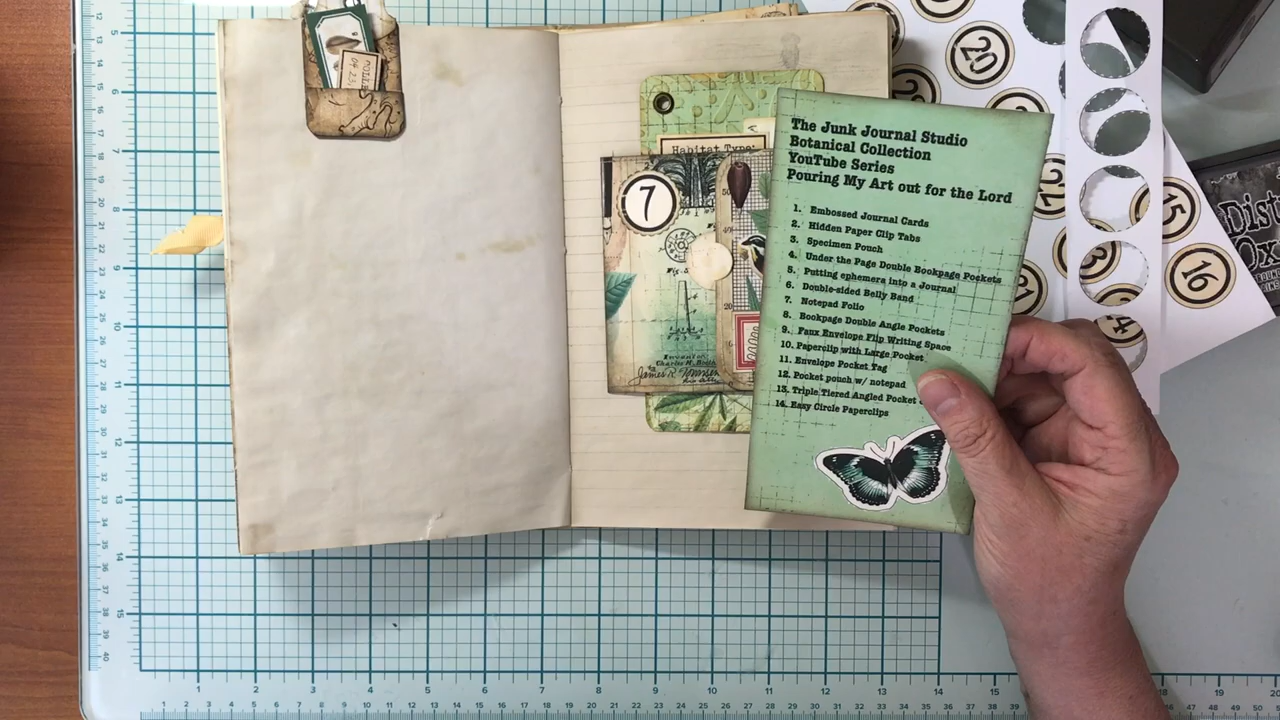 The Junk Journal Studio
Botanical Collection
YouTube Series
Pouring My Art out for the Lord
1. Embossed Journal Cards
2. Hidden Paper Clip Tabs
3. Specimen Pouch
4. Under the Page Double Bookpage Pockets
5. Putting ephemera into a Journal
6. Double-sided Belly Band
7. Notepad Folio
8. Bookpage Double Angle Pockets
9. Faux Envelope Flip Writing Space
10. Paperclip with Large Pocket
11. Envelope Pocket Tag
12. Pocket pouch w/ notepad
13. Triple Tiered Angled Pocket
14. Easy Circle Paperclips
Habitat Type:
7
Inventor
James R.
20
15
16
Dist
Ox